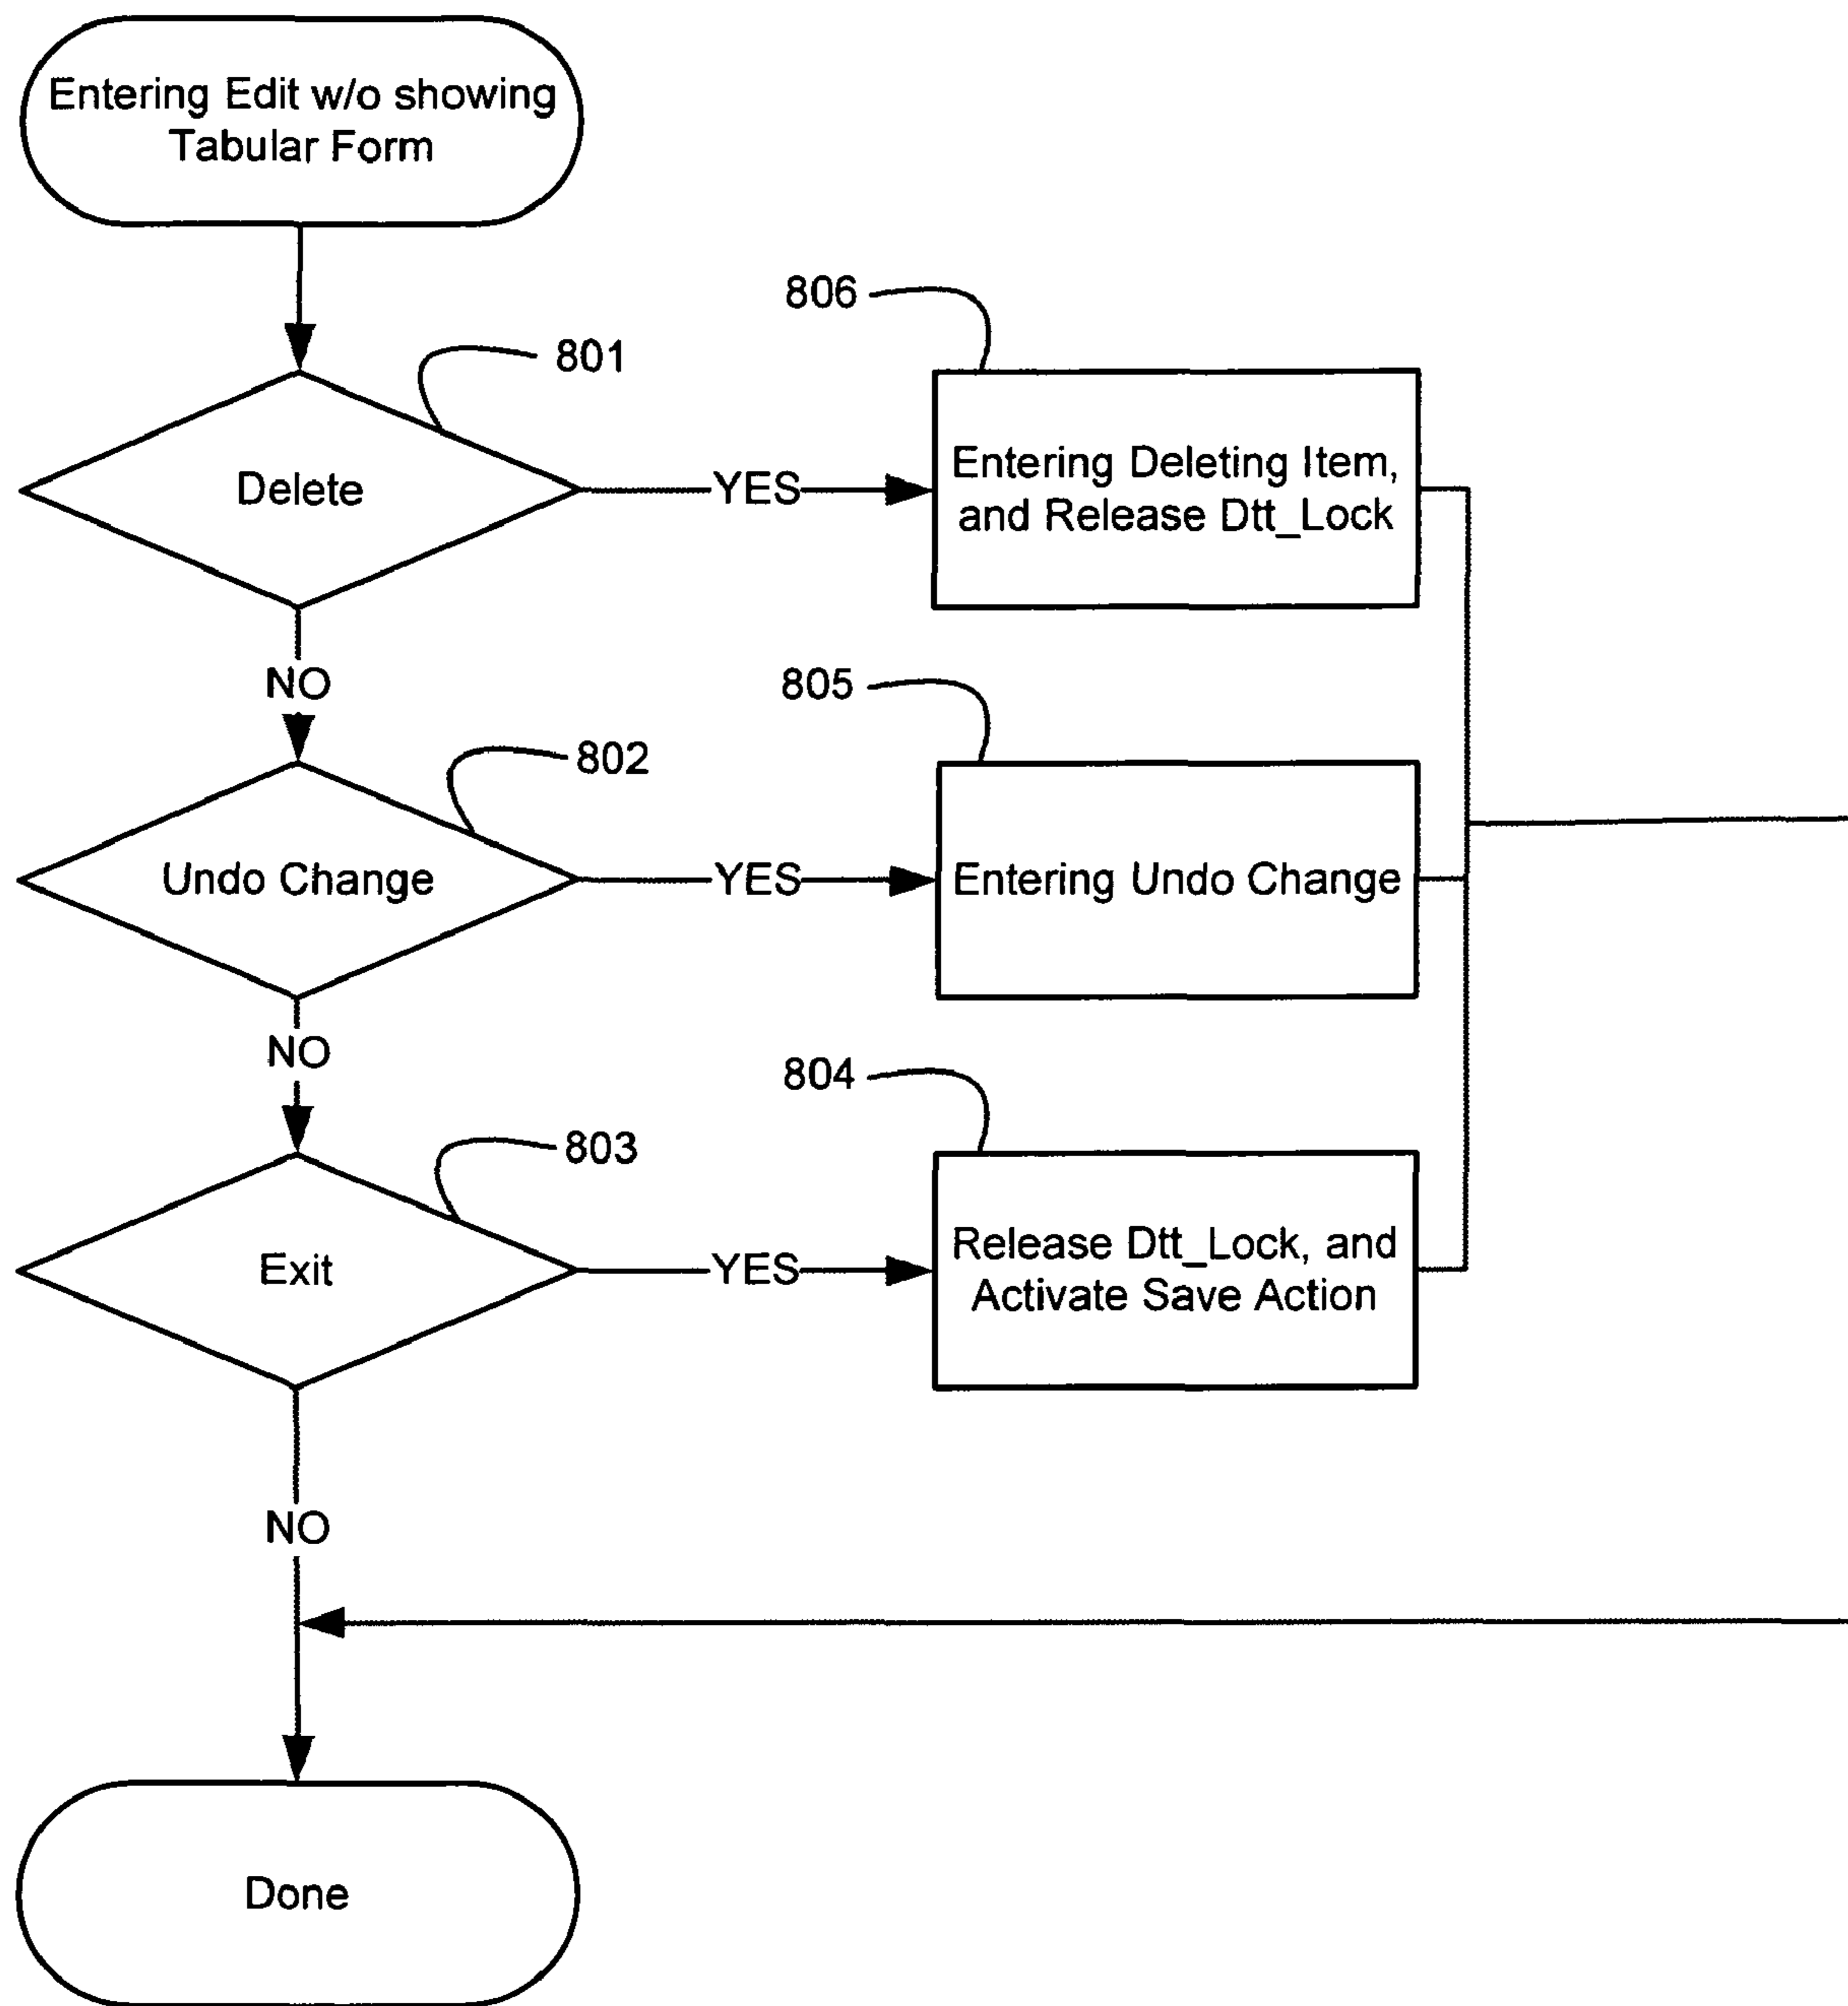 Entering Edit w/o showing
Tabular Form
801
Delete
YES
806
Entering Deleting Item,
and Release Dtt_Lock
NO
802
Undo Change
YES
805
Entering Undo Change
NO
803
Exit
YES
804
Release Dtt_Lock, and
Activate Save Action
NO
Done